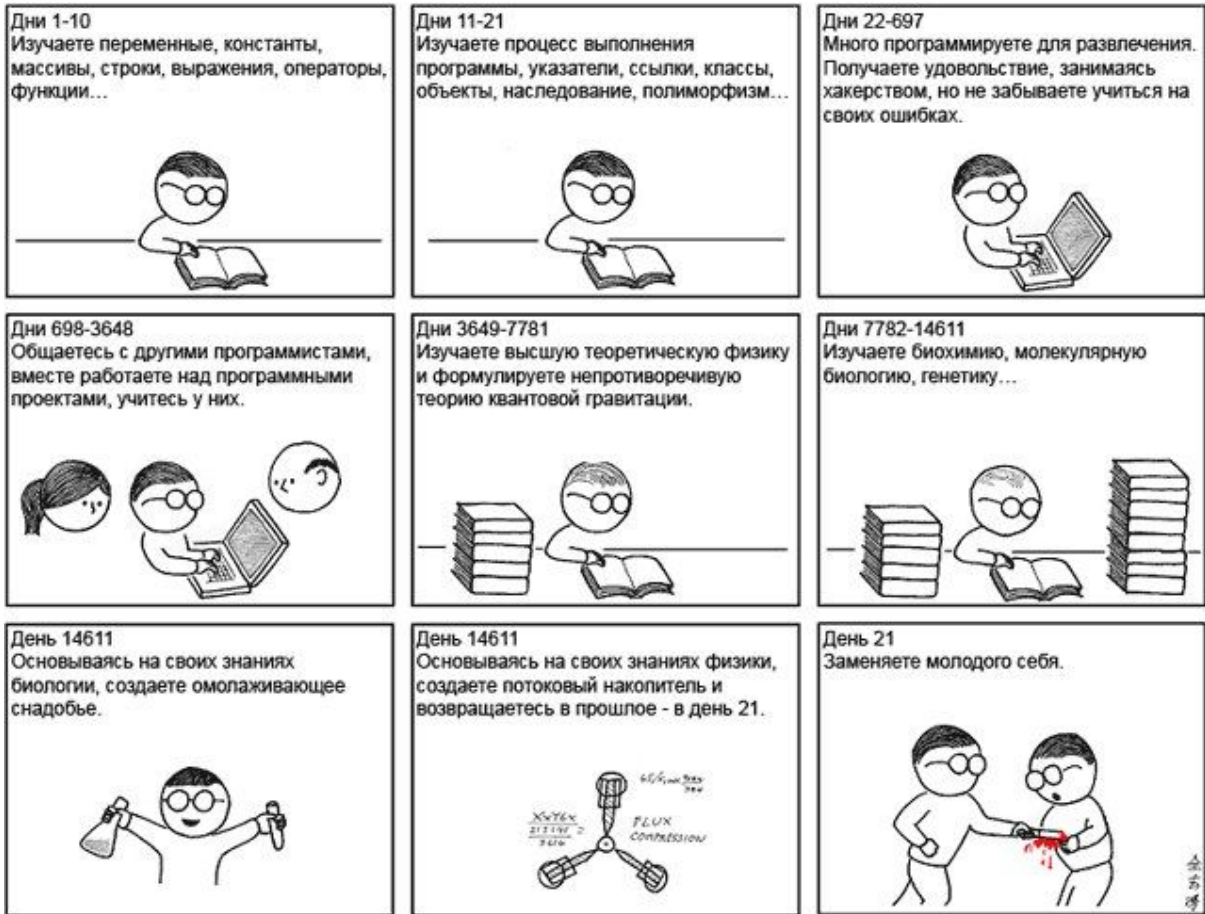 Дни 1-10
Изучаете переменные, константы,
массивы, строки, выражения, операторы,
функции...
Дни 11-21
Изучаете процесс выполнения
программы, указатели, ссылки, классы,
объекты, наследование, полиморфизм...
Дни 22-697
Много программируете для развлечения.
Получаете удовольствие, занимаясь
хакерством, но не забываете учиться на
своих ошибках.
Дни 698-3648
Общаетесь с другими программистами,
вместе работаете над программными
проектами, учитесь у них.
Дни 3649-7781
Изучаете высшую теоретическую физику
и формулируете непротиворечивую
теорию квантовой гравитации.
Дни 7782-14611
Изучаете биохимию, молекулярную
биологию, генетику...
День 14611
Основываясь на своих знаниях
биологии, создаете омолаживающее
снадобье.
День 14611
Основываясь на своих знаниях физики,
создаете потоковый накопитель и
возвращаетесь в прошлое - в день 21.
FLUX
COMPRESSION
День 21
Заменяете молодого себя.